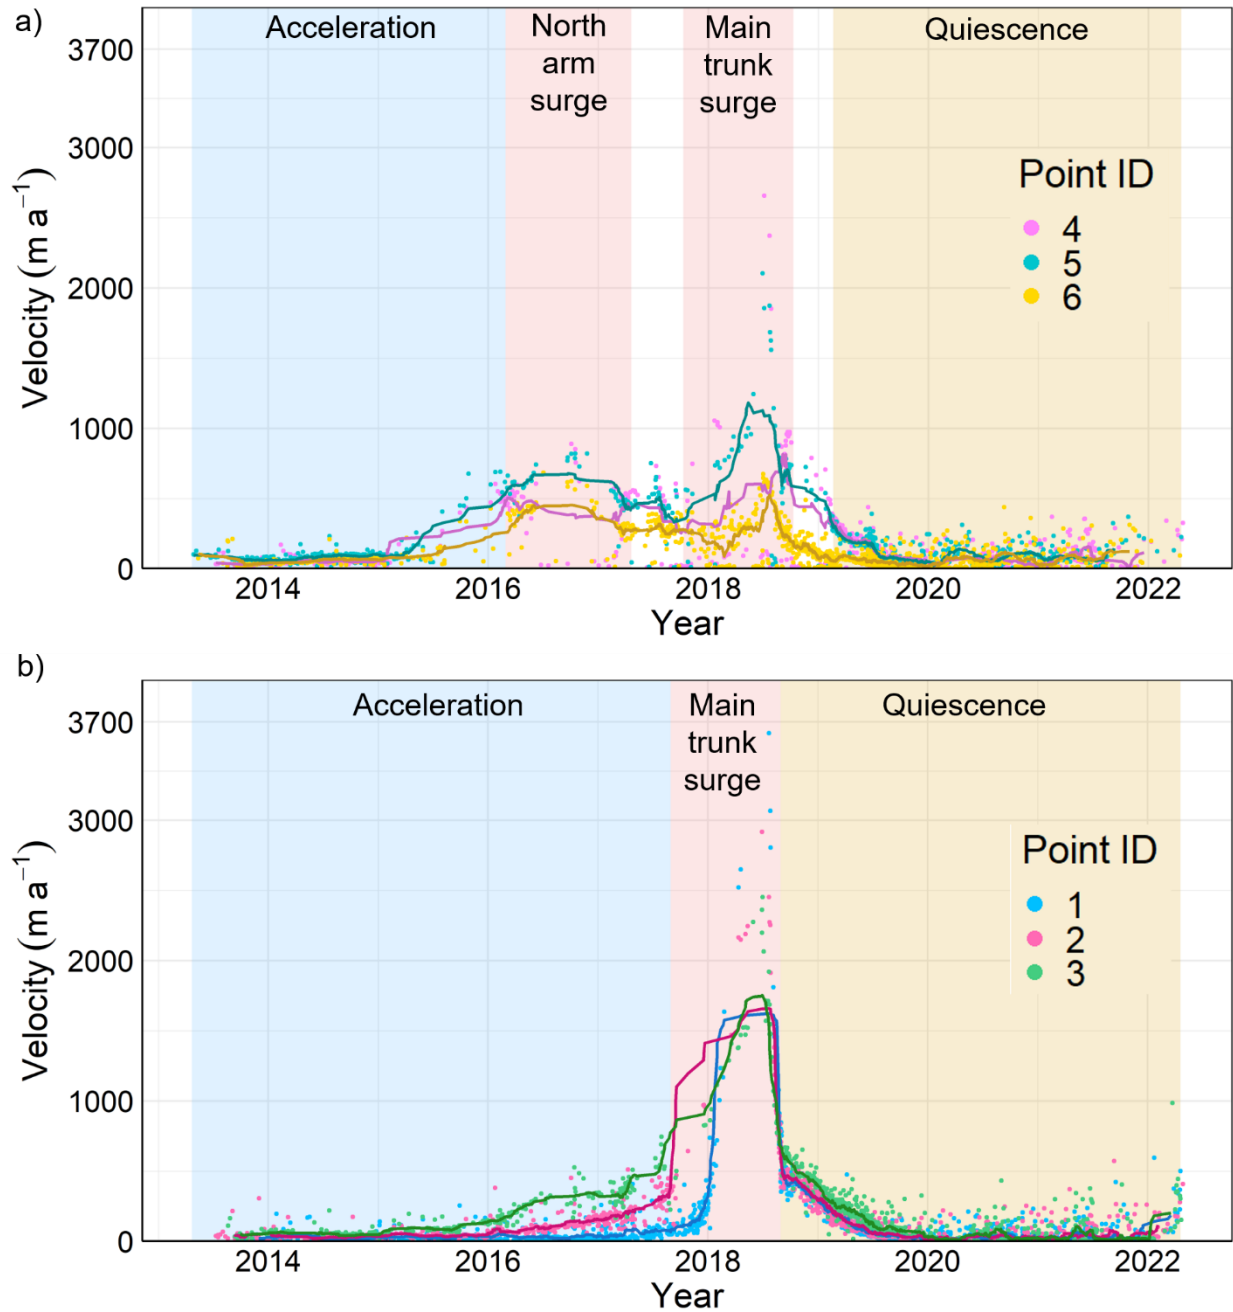 a)
Acceleration
North
arm
surge
Main
trunk
surge
Quiescence
3700
3000
2000
1000
0
Velocity (m a⁻¹)
Point ID
4
5
6
2014 2016 2018 2020 2022
Year
b)
Acceleration
Main
trunk
surge
Quiescence
3700
3000
2000
1000
0
Velocity (m a⁻¹)
Point ID
1
2
3
2014 2016 2018 2020 2022
Year